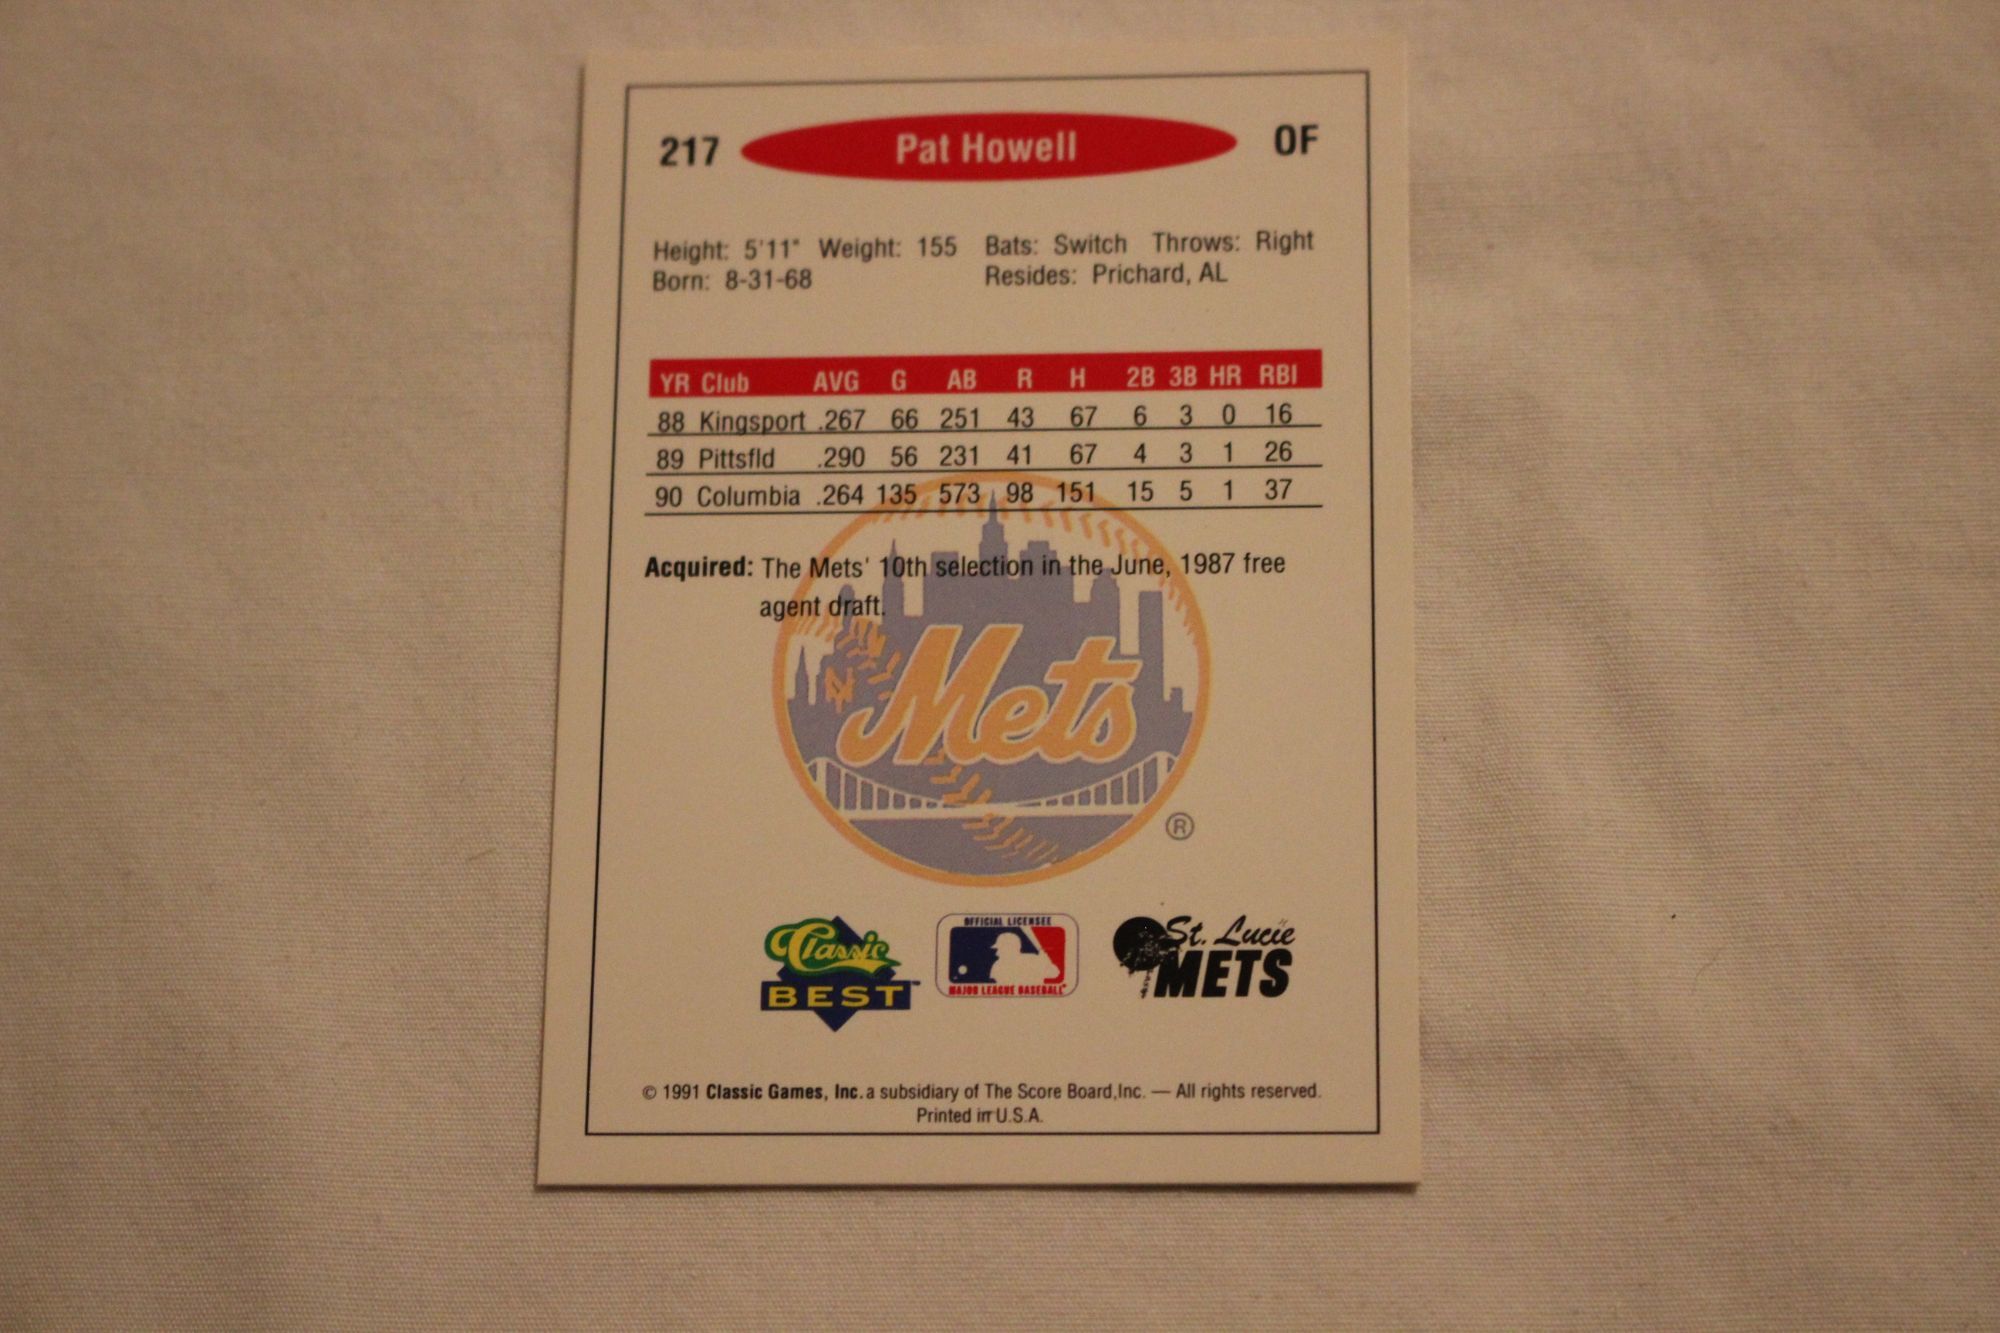 217 Pat Howell OF
Height: 5'11" Weight: 155 Bats: Switch Throws: Right
Born: 8-31-68 Resides: Prichard, AL
YR Club AVG G AB R H 2B 3B HR RBI
88 Kingsport .267 66 251 43 67 6 3 0 16
89 Pittsfld .290 56 231 41 67 4 3 1 26
90 Columbia .264 135 573 98 151 15 5 1 37
Acquired: The Mets' 10th selection in the June, 1987 free
agent draft.
NY
Mets
®
Classic
BEST™
OFFICIAL LICENSEE
MAJOR LEAGUE BASEBALL™
St. Lucie
METS
© 1991 Classic Games, Inc. a subsidiary of The Score Board, Inc. — All rights reserved.
Printed in U.S.A.